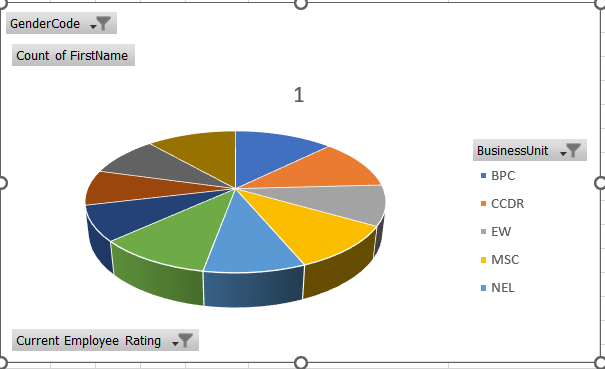 GenderCode
Count of FirstName
1
BusinessUnit
BPC
CCDR
EW
MSC
NEL
Current Employee Rating